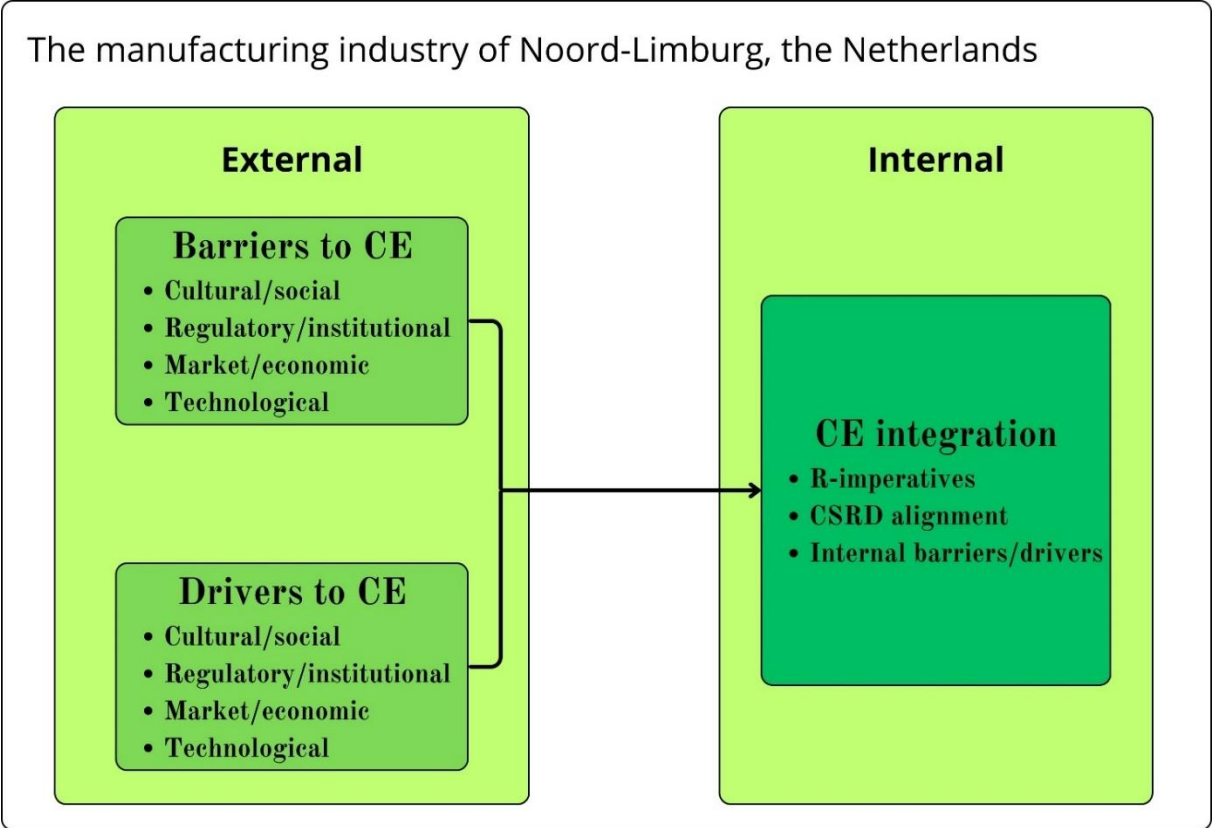 The manufacturing industry of Noord-Limburg, the Netherlands
External
Barriers to CE
• Cultural/social
• Regulatory/institutional
• Market/economic
• Technological
Drivers to CE
• Cultural/social
• Regulatory/institutional
• Market/economic
• Technological
Internal
CE integration
• R-imperatives
• CSRD alignment
• Internal barriers/drivers